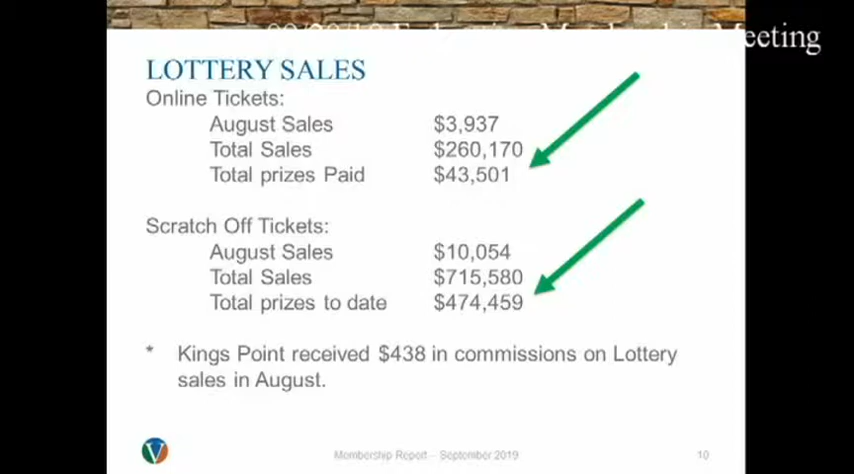 eeting
LOTTERY SALES
Online Tickets:
August Sales $3,937
Total Sales $260,170
Total prizes Paid $43,501
Scratch Off Tickets:
August Sales $10,054
Total Sales $715,580
Total prizes to date $474,459
* Kings Point received $438 in commissions on Lottery
sales in August.
V
Membership Report – September 2019
10